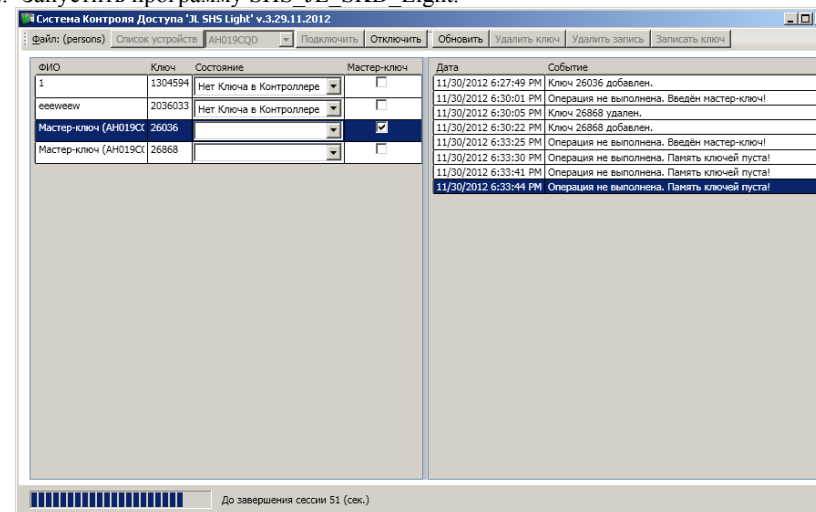 Запустить программу SHS_JL_SKD_Light.
Система Контроля Доступа 'JL SHS Light' v.3.29.11.2012
Файл: (persons) Список устройств AH019CQD Подключить Отключить Обновить Удалить ключ Удалить запись Записать ключ
ФИО Ключ Состояние Мастер-ключ
1 1304594 Нет Ключа в Контроллере
eeeweew 2036033 Нет Ключа в Контроллере
Мастер-ключ (AH019CC 26036
Мастер-ключ (AH019CC 26868
Дата Событие
11/30/2012 6:27:49 PM Ключ 26036 добавлен.
11/30/2012 6:30:01 PM Операция не выполнена. Введён мастер-ключ!
11/30/2012 6:30:05 PM Ключ 26868 удален.
11/30/2012 6:30:22 PM Ключ 26868 добавлен.
11/30/2012 6:33:25 PM Операция не выполнена. Введён мастер-ключ!
11/30/2012 6:33:30 PM Операция не выполнена. Память ключей пуста!
11/30/2012 6:33:41 PM Операция не выполнена. Память ключей пуста!
11/30/2012 6:33:44 PM Операция не выполнена. Память ключей пуста!
До завершения сессии 51 (сек.)